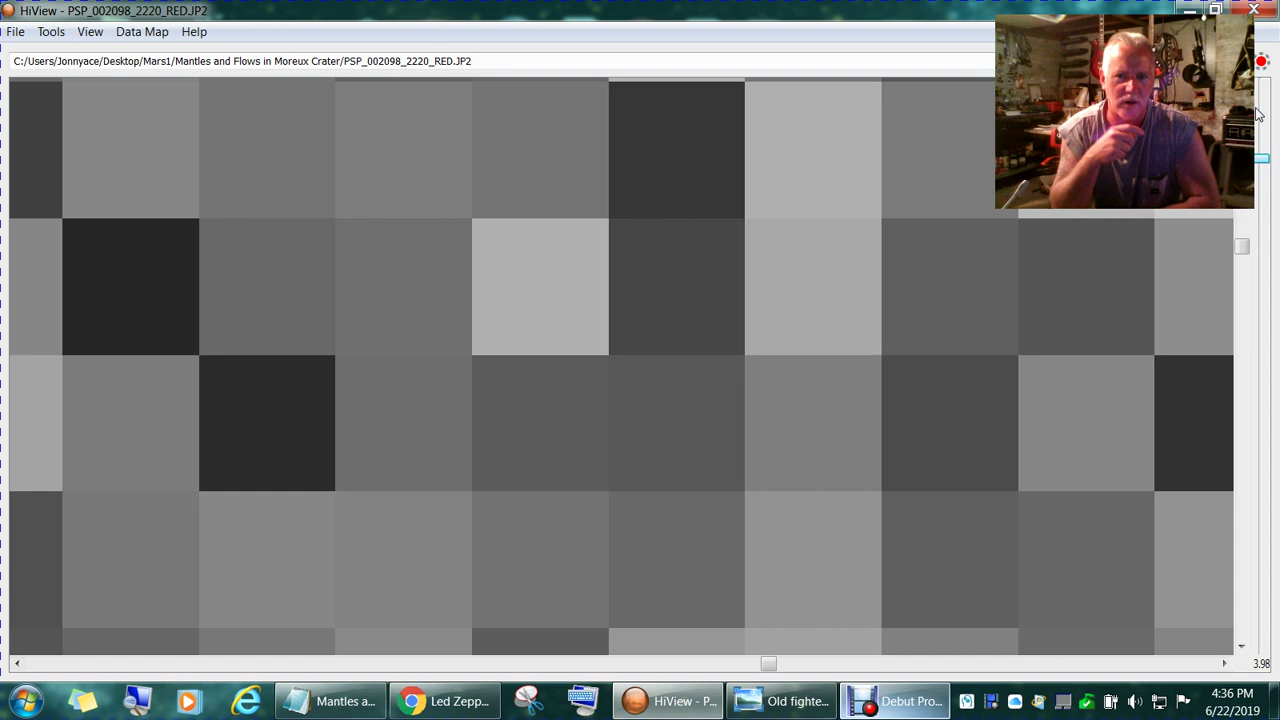 HiView - PSP_002098_2220_RED.JP2
File Tools View Data Map Help
C:/Users/Jonnyace/Desktop/Mars1/Mantles and Flows in Moreux Crater/PSP_002098_2220_RED.JP2
3.98
Mantles a...
Led Zepp...
HiView - P...
Old fighte...
Debut Pro...
4:36 PM
6/22/2019